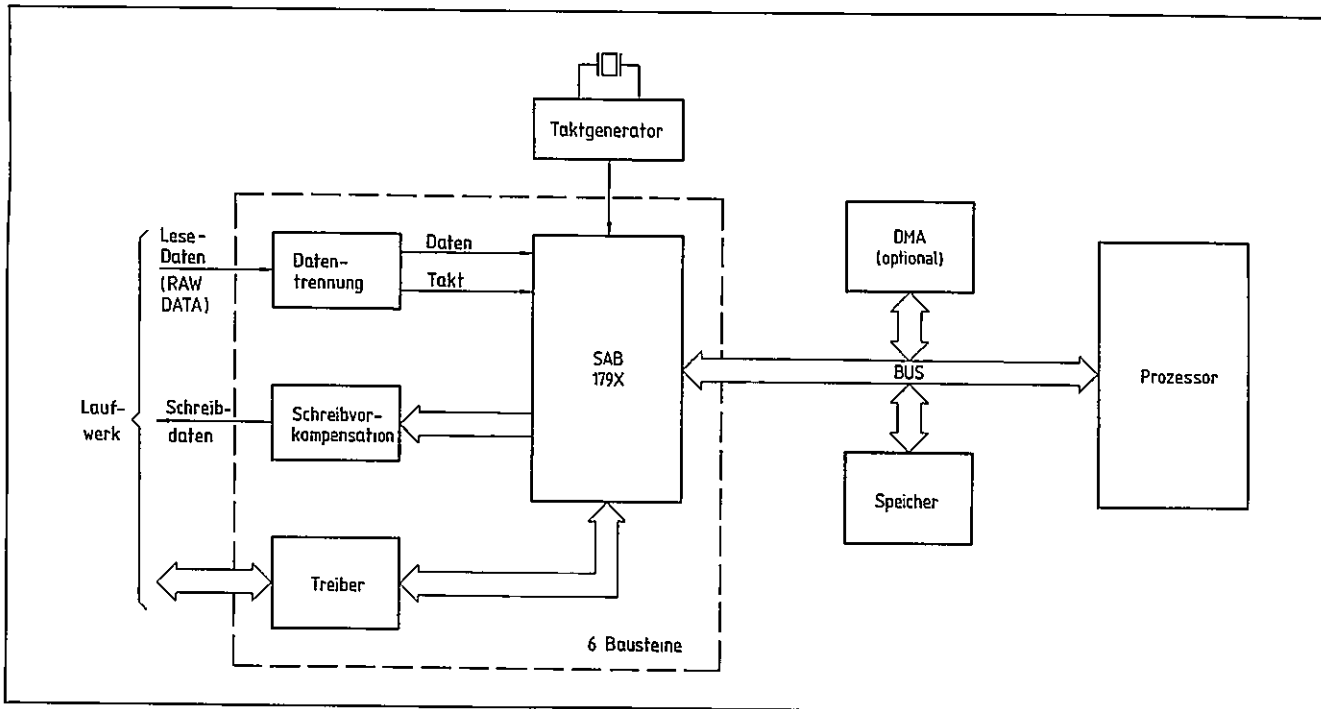 Taktgenerator
Lese-
Daten
(RAW
DATA)
Daten-
trennung
Daten
Takt
SAB
179X
DMA
(optional)
BUS
Prozessor
Lauf-
werk
Schreib-
daten
Schreibvor-
kompensation
Speicher
Treiber
6 Bausteine